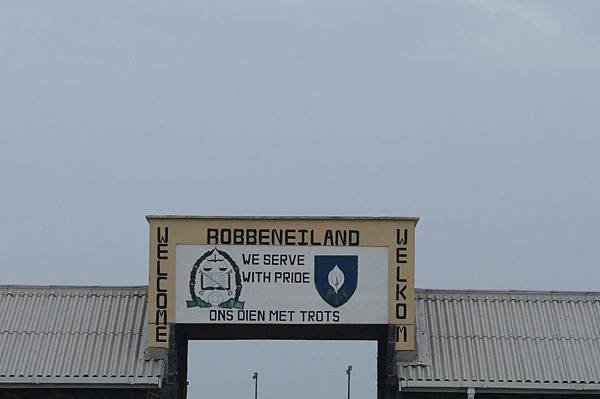 ROBBENEILAND
WELCOME
WE SERVE
WITH PRIDE
ONS DIEN MET TROTS
WELKOM